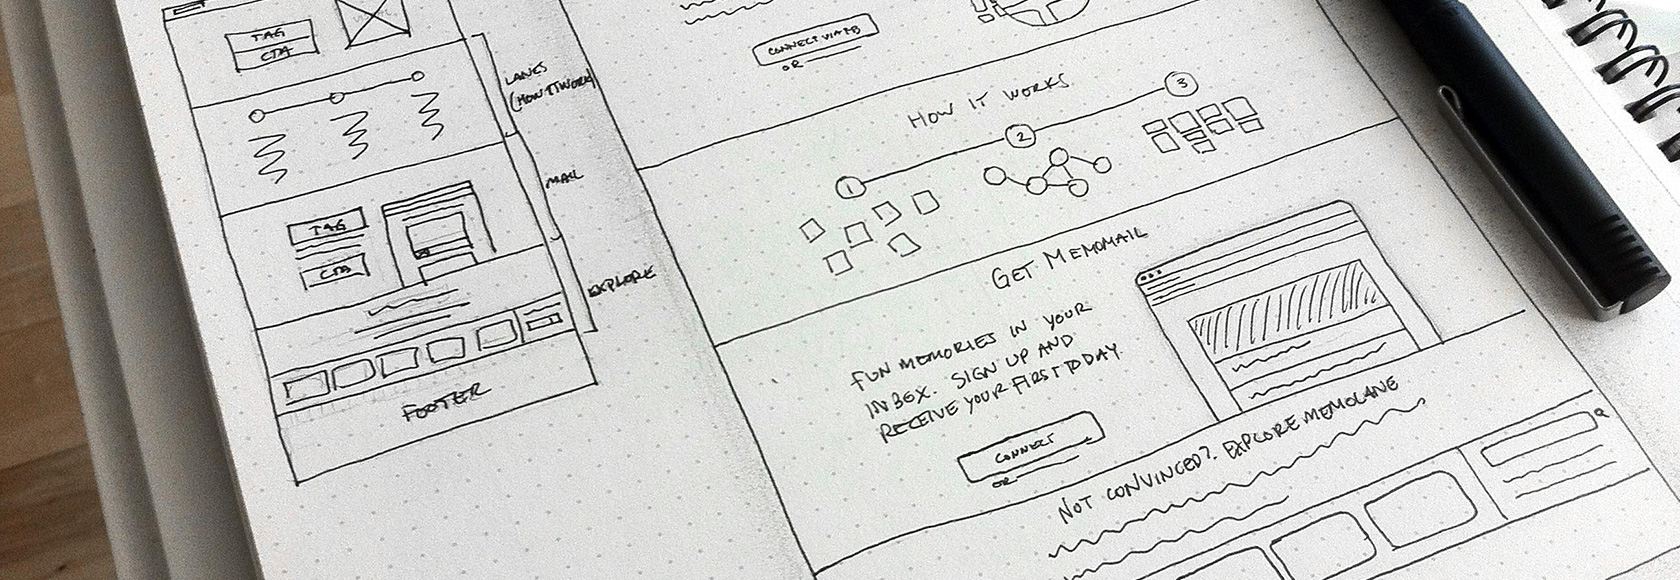 TAG
CTA
LANES
(HOW IT WORKS)
MAIL
TAG
CTA
EXPLORE
FOOTER
CONNECT VIA FB
OR
HOW IT WORKS
1
2
3
GET MEMOMAIL
FUN MEMORIES IN YOUR
INBEX. SIGN UP AND
RECEIVE YOUR FIRST TODAY.
CONNECT
OR
NOT CONVINCED? EXPLORE MEMOLANE